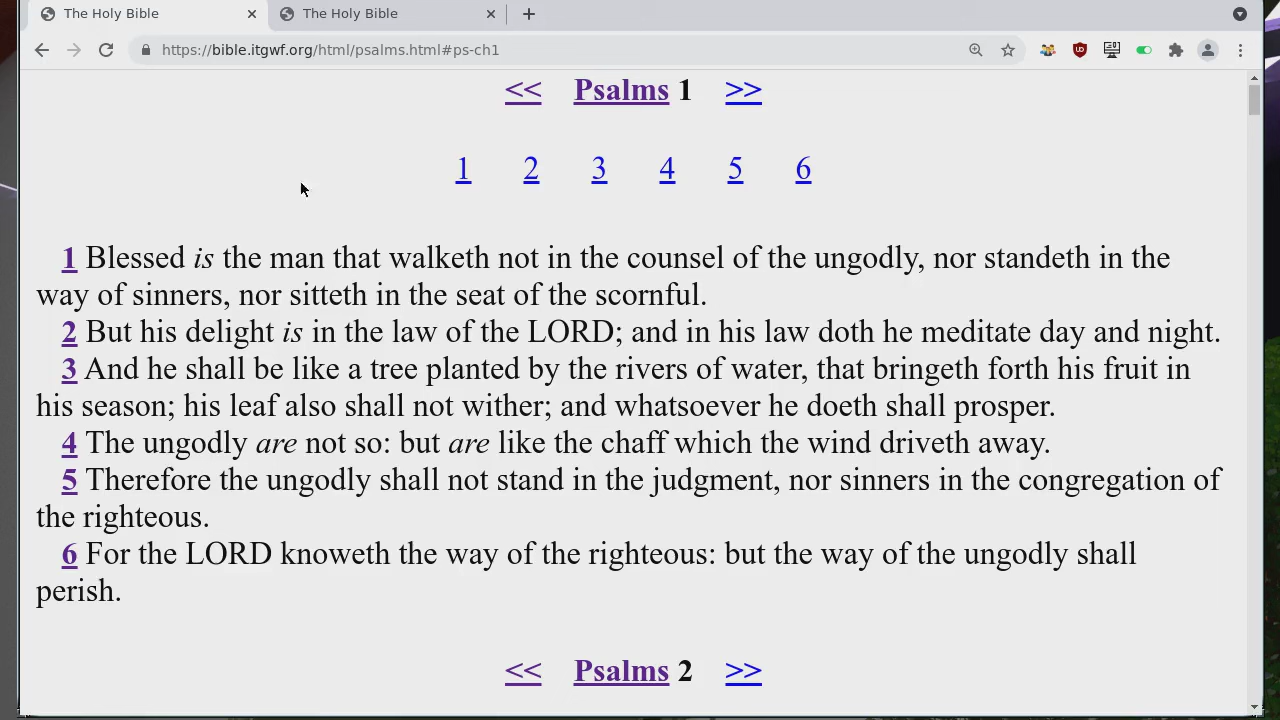 The Holy Bible
The Holy Bible
https://bible.itgwf.org/html/psalms.html#ps-ch1
<< Psalms 1 >>
1 2 3 4 5 6
1 Blessed is the man that walketh not in the counsel of the ungodly, nor standeth in the
way of sinners, nor sitteth in the seat of the scornful.
2 But his delight is in the law of the LORD; and in his law doth he meditate day and night.
3 And he shall be like a tree planted by the rivers of water, that bringeth forth his fruit in
his season; his leaf also shall not wither; and whatsoever he doeth shall prosper.
4 The ungodly are not so: but are like the chaff which the wind driveth away.
5 Therefore the ungodly shall not stand in the judgment, nor sinners in the congregation of
the righteous.
6 For the LORD knoweth the way of the righteous: but the way of the ungodly shall
perish.
<< Psalms 2 >>